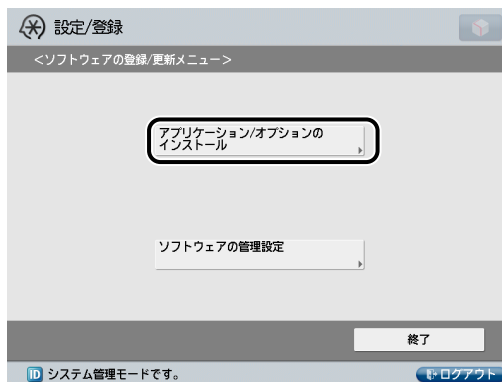 設定/登録
<ソフトウェアの登録/更新メニュー>
アプリケーション/オプションの
インストール
ソフトウェアの管理設定
終了
ID システム管理モードです。
ログアウト